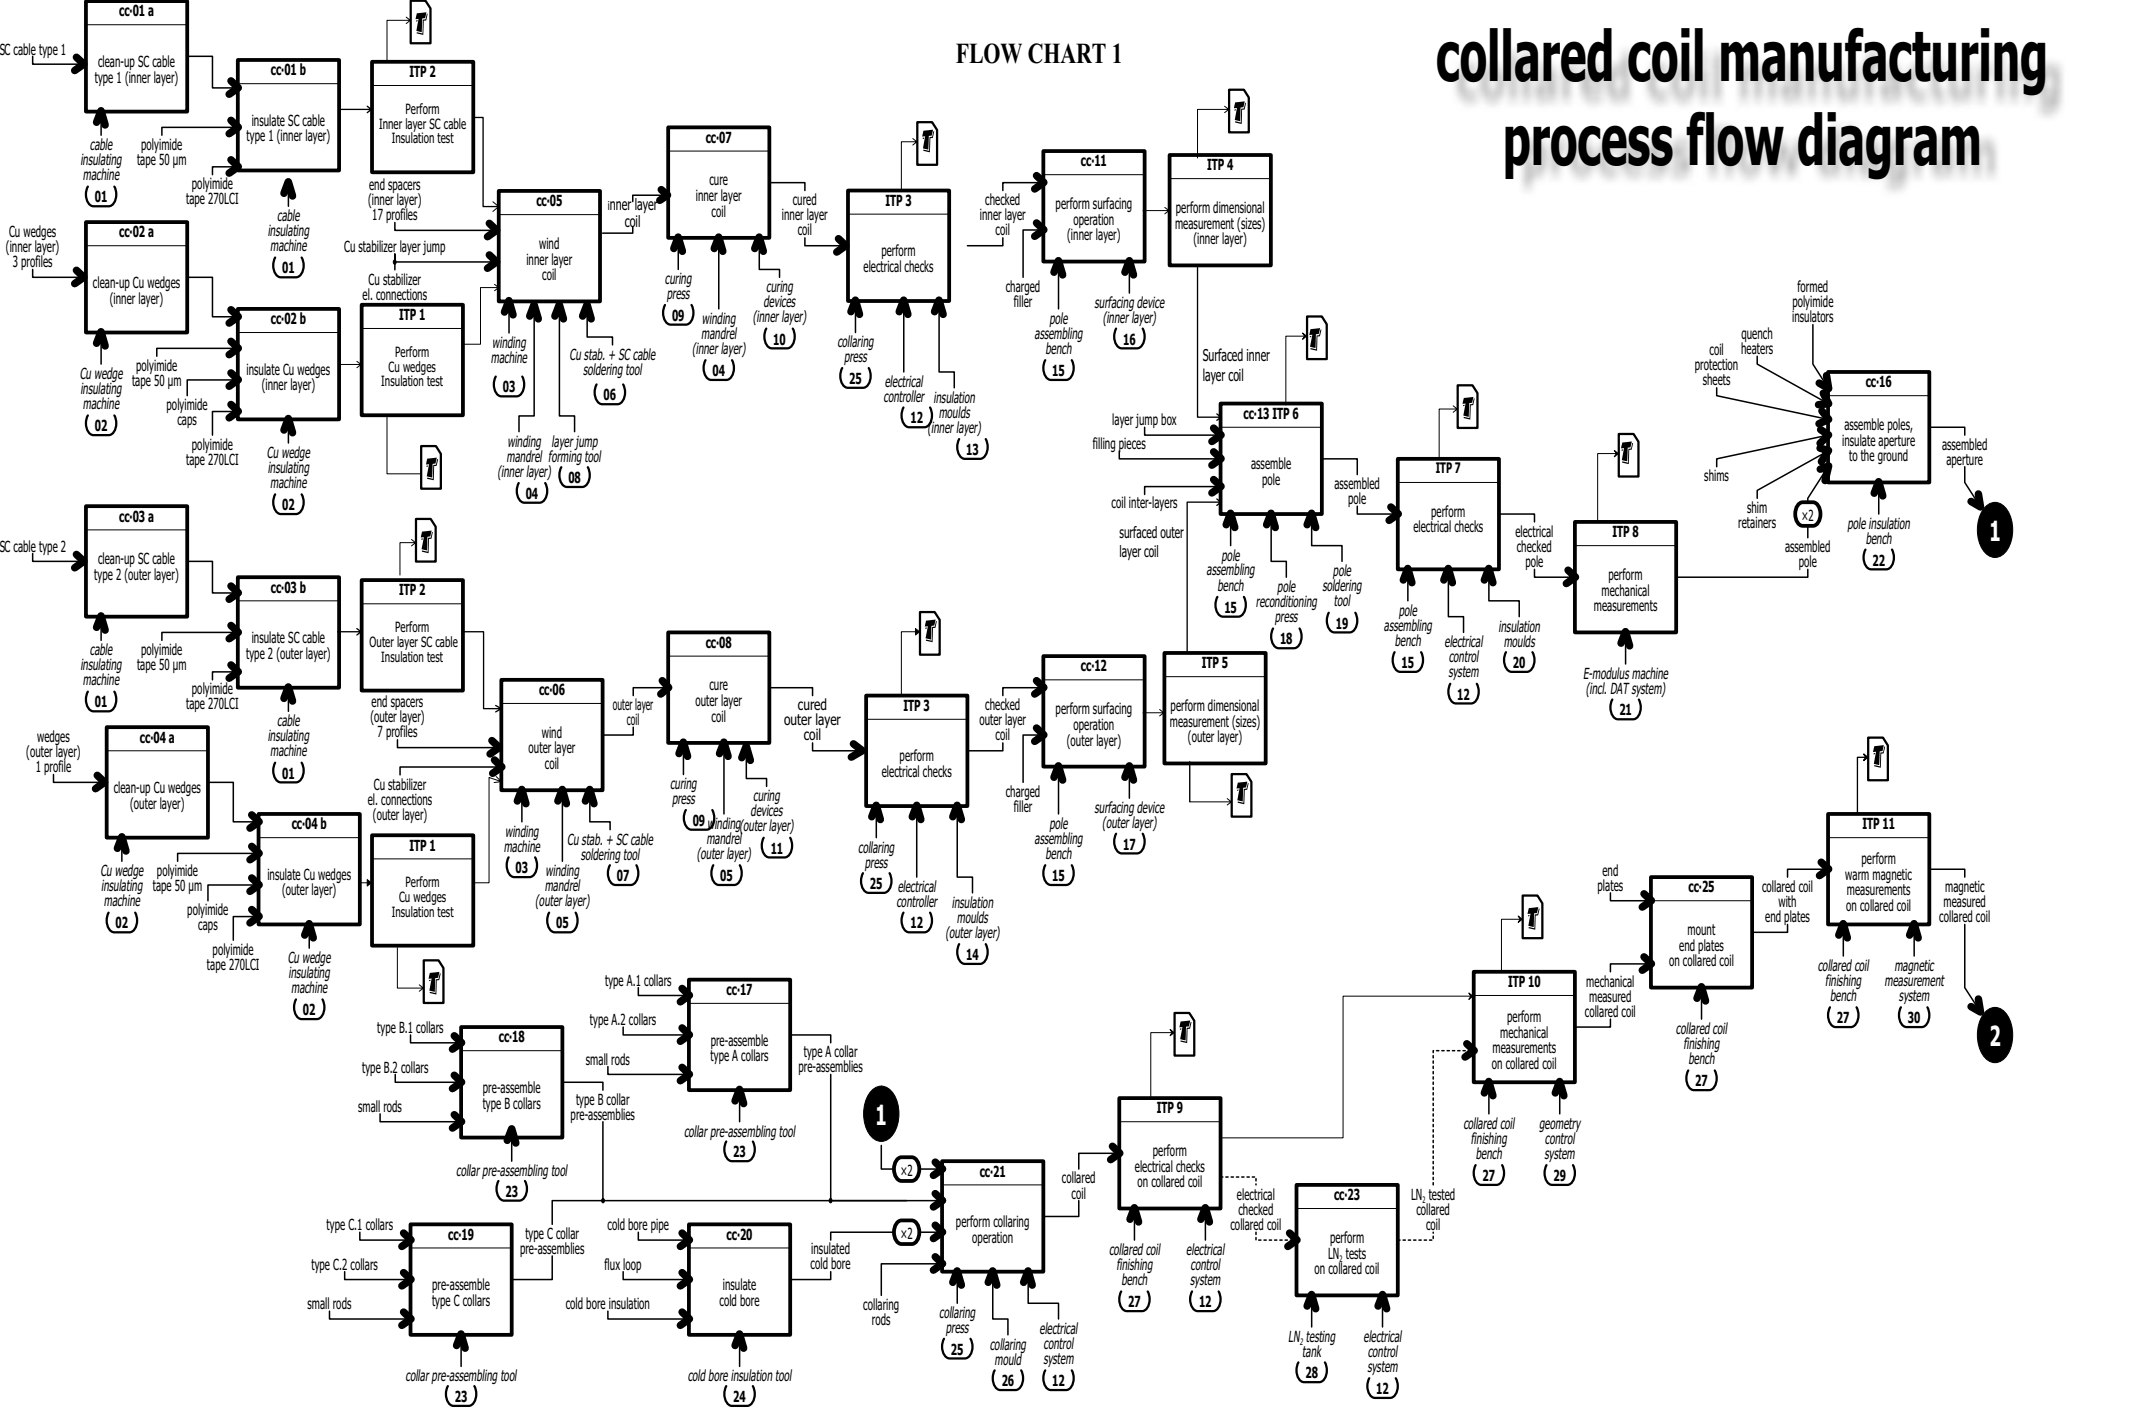 FLOW CHART 1
collared coil manufacturing
process flow diagram
cc-01 a
SC cable type 1
clean-up SC cable
type 1 (inner layer)
cable
insulating
machine
01
cc-01 b
insulate SC cable
type 1 (inner layer)
polyimide
tape 50 µm
polyimide
tape 270LCI
cable
insulating
machine
01
ITP 2
Perform
Inner layer SC cable
Insulation test
T
cc-02 a
Cu wedges
(inner layer)
3 profiles
clean-up Cu wedges
(inner layer)
Cu wedge
insulating
machine
02
cc-02 b
insulate Cu wedges
(inner layer)
polyimide
tape 50 µm
polyimide
caps
polyimide
tape 270LCI
Cu wedge
insulating
machine
02
ITP 1
Perform
Cu wedges
Insulation test
T
end spacers
(inner layer)
17 profiles
Cu stabilizer layer jump
Cu stabilizer
el. connections
cc-05
wind
inner layer
coil
winding
machine
03
winding
mandrel
(inner layer)
04
layer jump
forming tool
08
Cu stab. + SC cable
soldering tool
06
inner layer
coil
cc-07
cure
inner layer
coil
curing
press
09
winding
mandrel
(inner layer)
04
curing
devices
(inner layer)
10
cured
inner layer
coil
ITP 3
perform
electrical checks
T
collaring
press
25
electrical
controller
12
insulation
moulds
(inner layer)
13
checked
inner layer
coil
charged
filler
cc-11
perform surfacing
operation
(inner layer)
pole
assembling
bench
15
surfacing device
(inner layer)
16
ITP 4
perform dimensional
measurement (sizes)
(inner layer)
T
Surfaced inner
layer coil
cc-03 a
SC cable type 2
clean-up SC cable
type 2 (outer layer)
cable
insulating
machine
01
cc-03 b
insulate SC cable
type 2 (outer layer)
polyimide
tape 50 µm
polyimide
tape 270LCI
cable
insulating
machine
01
ITP 2
Perform
Outer layer SC cable
Insulation test
T
cc-04 a
wedges
(outer layer)
1 profile
clean-up Cu wedges
(outer layer)
Cu wedge
insulating
machine
02
cc-04 b
insulate Cu wedges
(outer layer)
polyimide
tape 50 µm
polyimide
caps
polyimide
tape 270LCI
Cu wedge
insulating
machine
02
ITP 1
Perform
Cu wedges
Insulation test
T
end spacers
(outer layer)
7 profiles
Cu stabilizer
el. connections
(outer layer)
cc-06
wind
outer layer
coil
winding
machine
03
winding
mandrel
(outer layer)
05
Cu stab. + SC cable
soldering tool
07
outer layer
coil
cc-08
cure
outer layer
coil
curing
press
09
winding
mandrel
(outer layer)
05
curing
devices
(outer layer)
11
cured
outer layer
coil
ITP 3
perform
electrical checks
T
collaring
press
25
electrical
controller
12
insulation
moulds
(outer layer)
14
checked
outer layer
coil
charged
filler
cc-12
perform surfacing
operation
(outer layer)
pole
assembling
bench
15
surfacing device
(outer layer)
17
ITP 5
perform dimensional
measurement (sizes)
(outer layer)
T
surfaced outer
layer coil
layer jump box
filling pieces
coil inter-layers
cc-13 ITP 6
assemble
pole
T
pole
assembling
bench
15
pole
reconditioning
press
18
pole
soldering
tool
19
assembled
pole
ITP 7
perform
electrical checks
T
pole
assembling
bench
15
electrical
control
system
12
insulation
moulds
20
electrical
checked
pole
ITP 8
perform
mechanical
measurements
T
E-modulus machine
(incl. DAT system)
21
assembled
pole
x2
formed
polyimide
insulators
quench
heaters
coil
protection
sheets
shims
shim
retainers
cc-16
assemble poles,
insulate aperture
to the ground
pole insulation
bench
22
assembled
aperture
1
type A.1 collars
type A.2 collars
small rods
cc-17
pre-assemble
type A collars
collar pre-assembling tool
23
type A collar
pre-assemblies
type B.1 collars
type B.2 collars
small rods
cc-18
pre-assemble
type B collars
collar pre-assembling tool
23
type B collar
pre-assemblies
type C.1 collars
type C.2 collars
small rods
cc-19
pre-assemble
type C collars
collar pre-assembling tool
23
type C collar
pre-assemblies
cold bore pipe
flux loop
cold bore insulation
cc-20
insulate
cold bore
cold bore insulation tool
24
insulated
cold bore
1
x2
x2
collaring
rods
cc-21
perform collaring
operation
collaring
press
25
collaring
mould
26
electrical
control
system
12
collared
coil
ITP 9
perform
electrical checks
on collared coil
T
collared coil
finishing
bench
27
electrical
control
system
12
electrical
checked
collared coil
cc-23
perform
LN2 tests
on collared coil
LN2 testing
tank
28
electrical
control
system
12
LN2 tested
collared
coil
ITP 10
perform
mechanical
measurements
on collared coil
T
collared coil
finishing
bench
27
geometry
control
system
29
mechanical
measured
collared coil
end
plates
cc-25
mount
end plates
on collared coil
collared coil
finishing
bench
27
collared coil
with
end plates
ITP 11
perform
warm magnetic
measurements
on collared coil
T
collared coil
finishing
bench
27
magnetic
measurement
system
30
magnetic
measured
collared coil
2